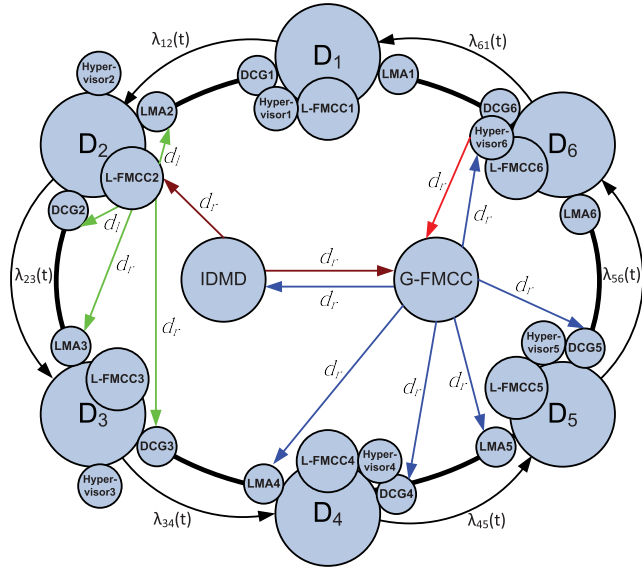 λ12(t)
D1
λ61(t)
Hyper-
visor2
DCG1
LMA1
Hyper-
visor1
L-FMCC1
LMA2
DCG6
Hyper-
visor6
D2
D6
dl
L-FMCC2
L-FMCC6
dr
dr
dr
DCG2
dl
LMA6
dr
dr
λ23(t)
IDMD
G-FMCC
λ56(t)
dr
dr
dr
LMA3
Hyper-
visor5
DCG5
dr
dr
dr
L-FMCC3
L-FMCC5
D3
D5
DCG3
L-FMCC4
Hyper-
visor4
LMA5
Hyper-
visor3
LMA4
DCG4
D4
λ34(t)
λ45(t)